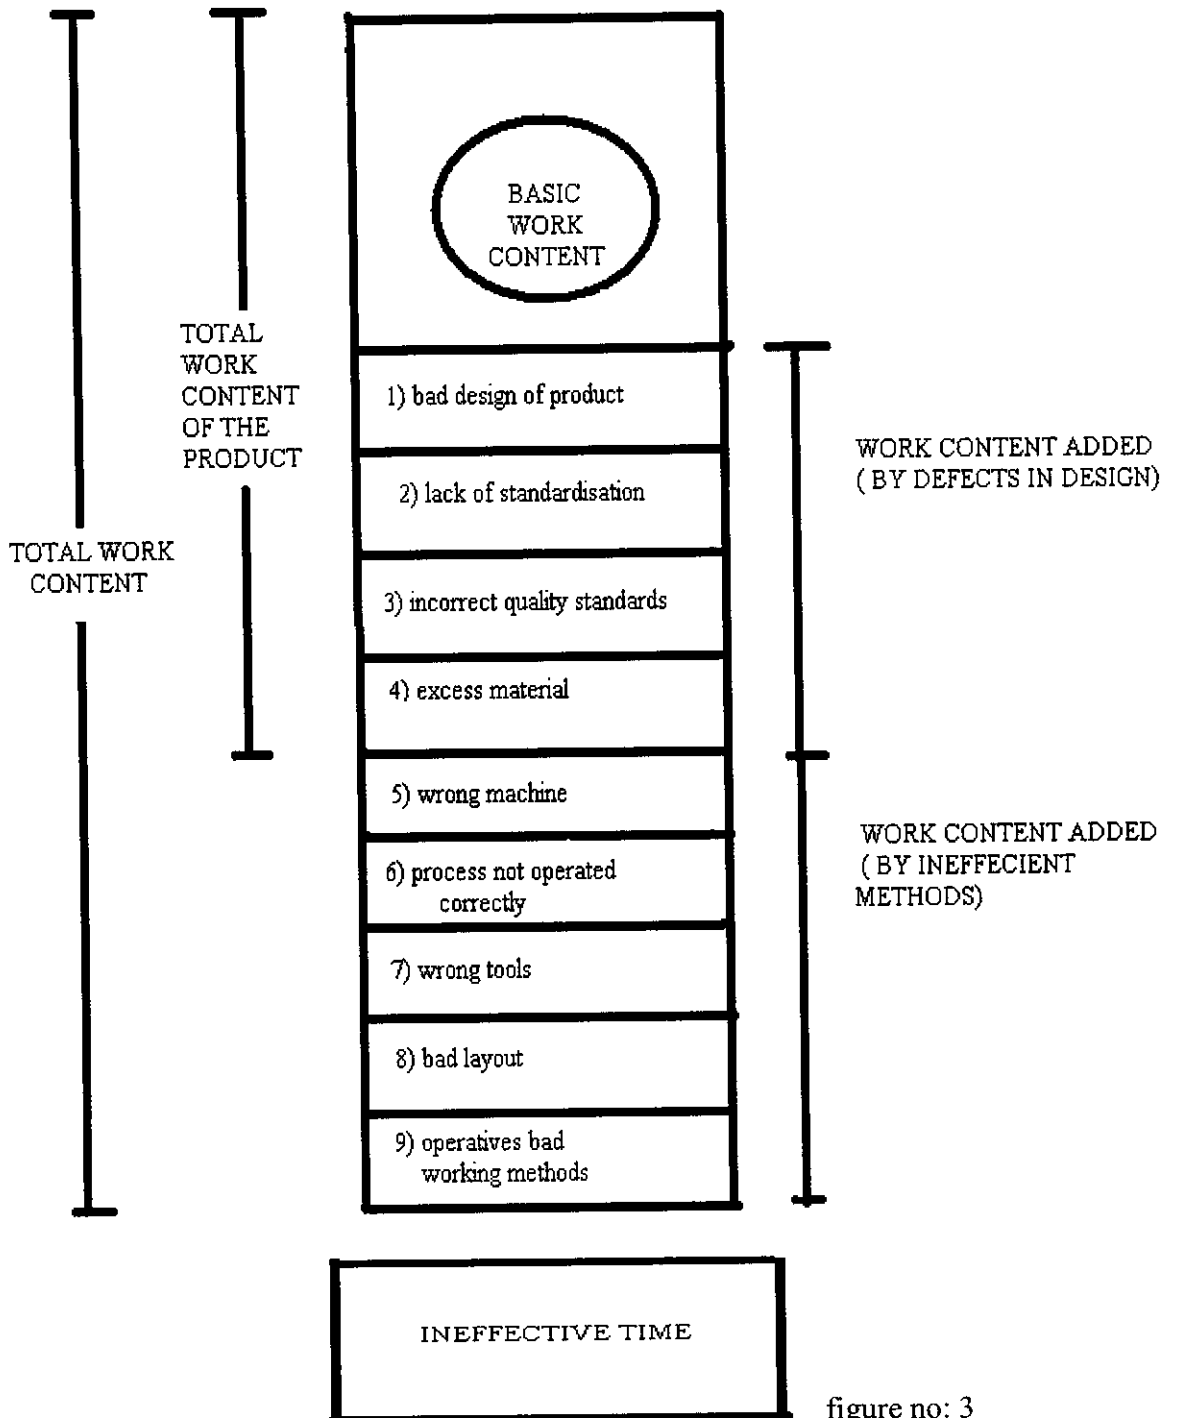 BASIC
WORK
CONTENT
TOTAL
WORK
CONTENT
OF THE
PRODUCT
1) bad design of product
WORK CONTENT ADDED
( BY DEFECTS IN DESIGN)
2) lack of standardisation
TOTAL WORK
CONTENT
3) incorrect quality standards
4) excess material
5) wrong machine
WORK CONTENT ADDED
( BY INEFFECIENT
METHODS)
6) process not operated
correctly
7) wrong tools
8) bad layout
9) operatives bad
working methods
INEFFECTIVE TIME
figure no: 3